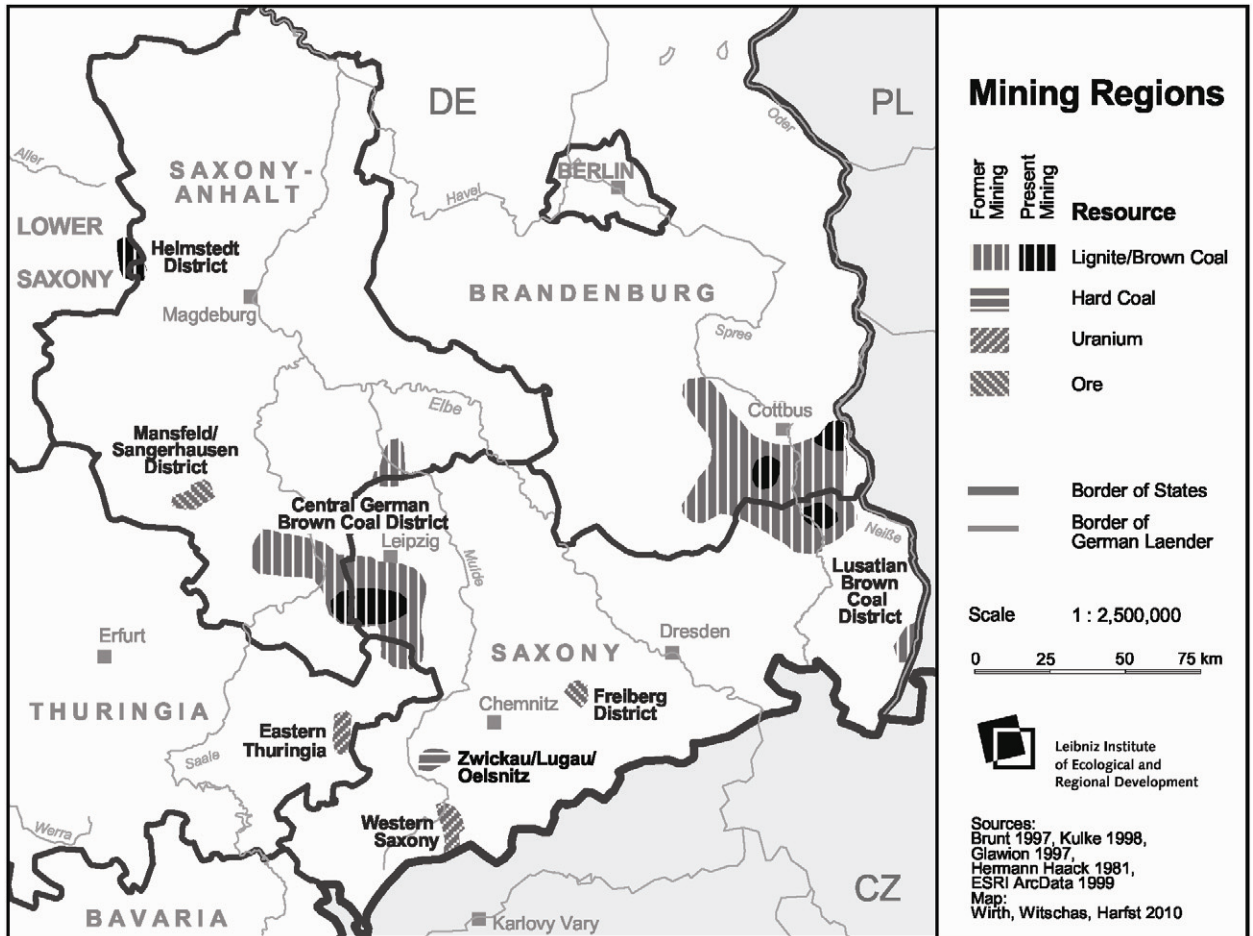 DE
PL
Oder
Aller
SAXONY-
ANHALT
BERLIN
Havel
LOWER
SAXONY
Helmstedt
District
Magdeburg
BRANDENBURG
Spree
Elbe
Cottbus
Mansfeld/
Sangerhausen
District
Central German
Brown Coal District
Leipzig
Mulde
Neiße
Lusatian
Brown
Coal
District
Erfurt
Dresden
SAXONY
THURINGIA
Chemnitz
Freiberg
District
Eastern
Thuringia
Saale
Zwickau/Lugau/
Oelsnitz
Western
Saxony
Werra
BAVARIA
Karlovy Vary
CZ
Mining Regions
Former
Mining
Present
Mining
Resource
Lignite/Brown Coal
Hard Coal
Uranium
Ore
Border of States
Border of
German Laender
Scale 1 : 2,500,000
0 25 50 75 km
Leibniz Institute
of Ecological and
Regional Development
Sources:
Brunt 1997, Kulke 1998,
Glawion 1997,
Hermann Haack 1981,
ESRI ArcData 1999
Map:
Wirth, Witschas, Harfst 2010